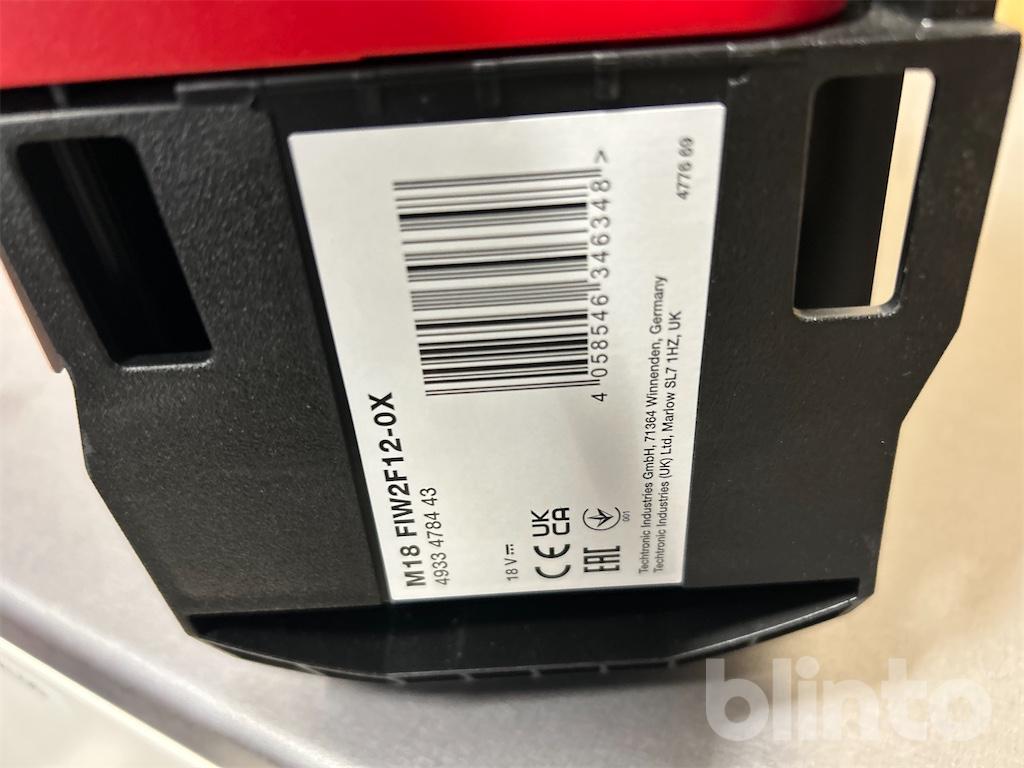 M18 FIW2F12-0X
4933 4784 43
4 058546 346348 >
18 V
CE UK CA
EAC
001
Techtronic Industries GmbH, 71364 Winnenden, Germany
Techtronic Industries (UK) Ltd, Marlow SL7 1HZ, UK
4776 69
blinto